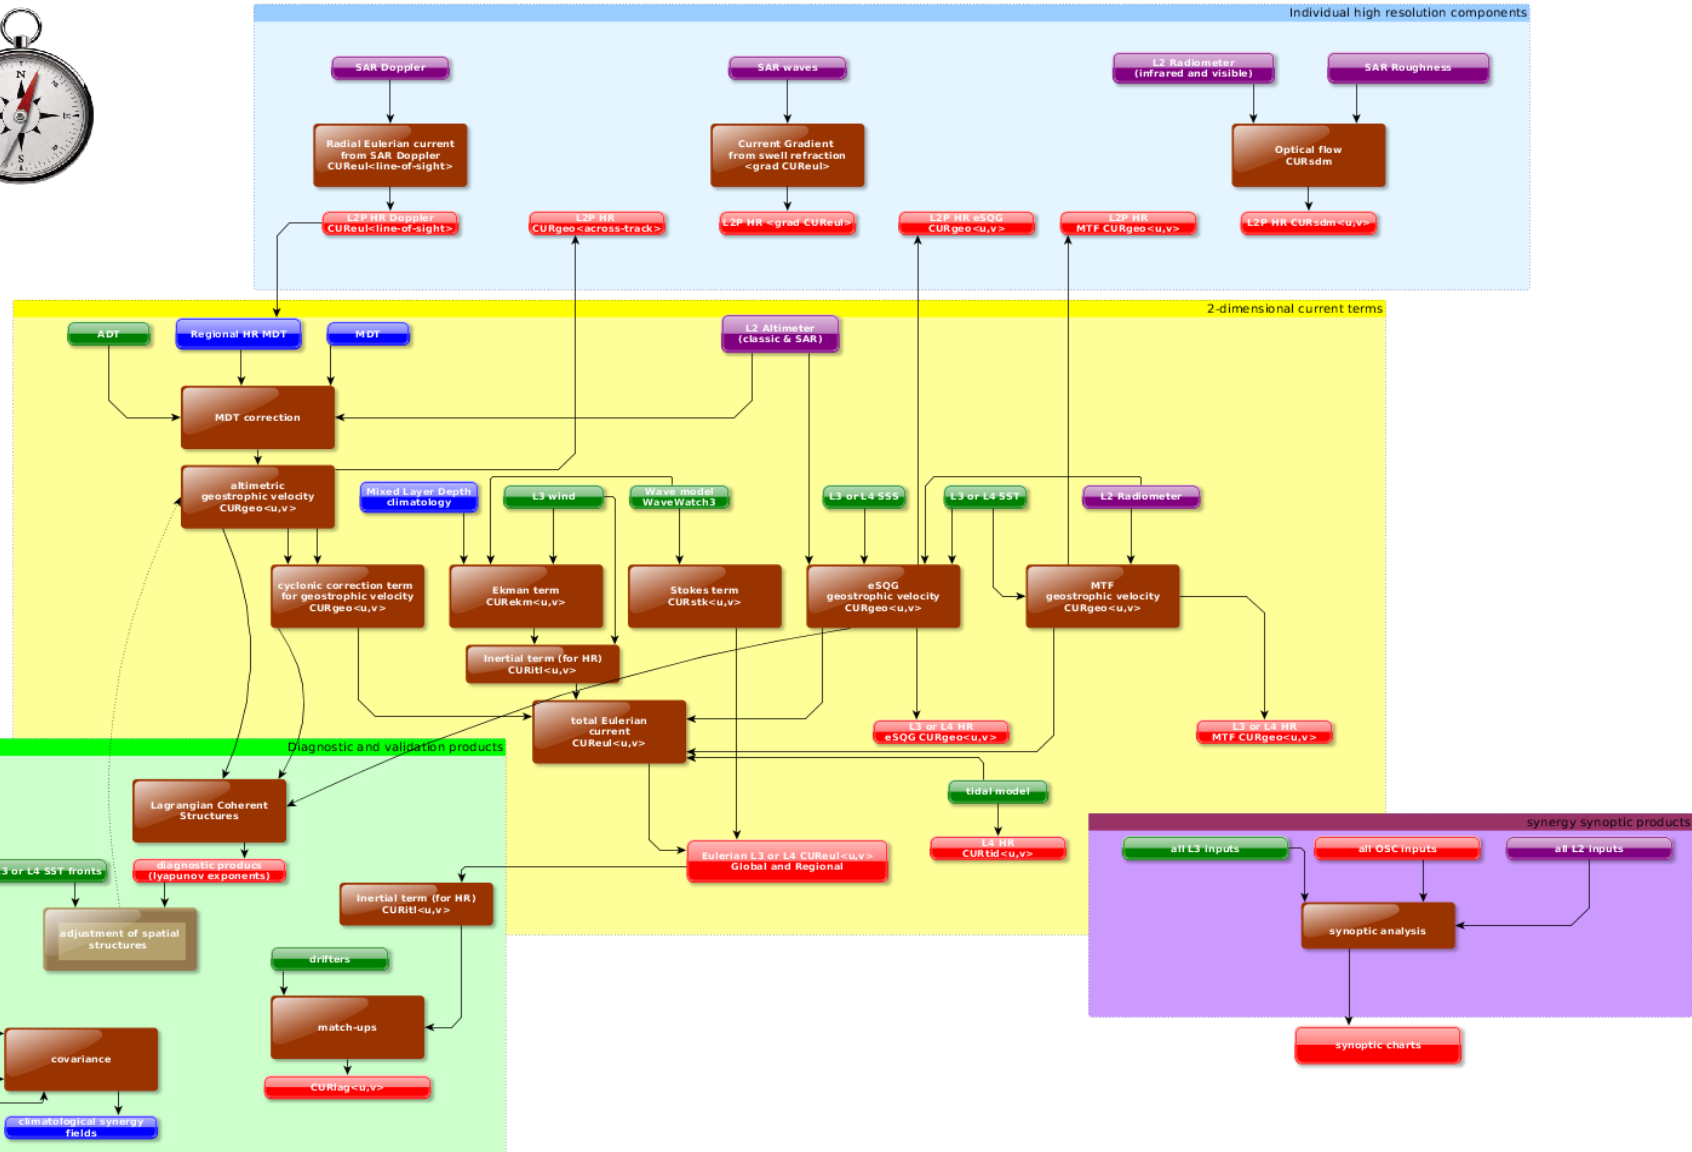 Individual high resolution components
SAR Doppler
SAR waves
L2 Radiometer
(infrared and visible)
SAR Roughness
N
S
Radial Eulerian current
from SAR Doppler
CUReul<line-of-sight>
Current Gradient
from swell refraction
<grad CUReul>
Optical flow
CURsdm
L2P HR Doppler
CUReul<line-of-sight>
L2P HR
CURgeo<across-track>
L2P HR <grad CUReul>
L2P HR eSQG
CURgeo<u,v>
L2P HR
MTF CURgeo<u,v>
L2P HR CURsdm<u,v>
2-dimensional current terms
ADT
Regional HR MDT
MDT
L2 Altimeter
(classic & SAR)
MDT correction
altimetric
geostrophic velocity
CURgeo<u,v>
Mixed Layer Depth
climatology
L3 wind
Wave model
WaveWatch3
L3 or L4 SSS
L3 or L4 SST
L2 Radiometer
cyclonic correction term
for geostrophic velocity
CURgeo<u,v>
Ekman term
CURekm<u,v>
Stokes term
CURstk<u,v>
eSQG
geostrophic velocity
CURgeo<u,v>
MTF
geostrophic velocity
CURgeo<u,v>
Inertial term (for HR)
CURitl<u,v>
total Eulerian
current
CUReul<u,v>
L3 or L4 HR
eSQG CURgeo<u,v>
L3 or L4 HR
MTF CURgeo<u,v>
Diagnostic and validation products
tidal model
Lagrangian Coherent
Structures
synergy synoptic products
L4 HR
CURtid<u,v>
all L3 inputs
all OSC inputs
all L2 inputs
Eulerian L3 or L4 CUReul<u,v>
Global and Regional
3 or L4 SST fronts
diagnostic producs
(lyapunov exponents)
Inertial term (for HR)
CURitl<u,v>
synoptic analysis
adjustment of spatial
structures
drifters
match-ups
synoptic charts
covariance
CURlag<u,v>
climatological synergy
fields